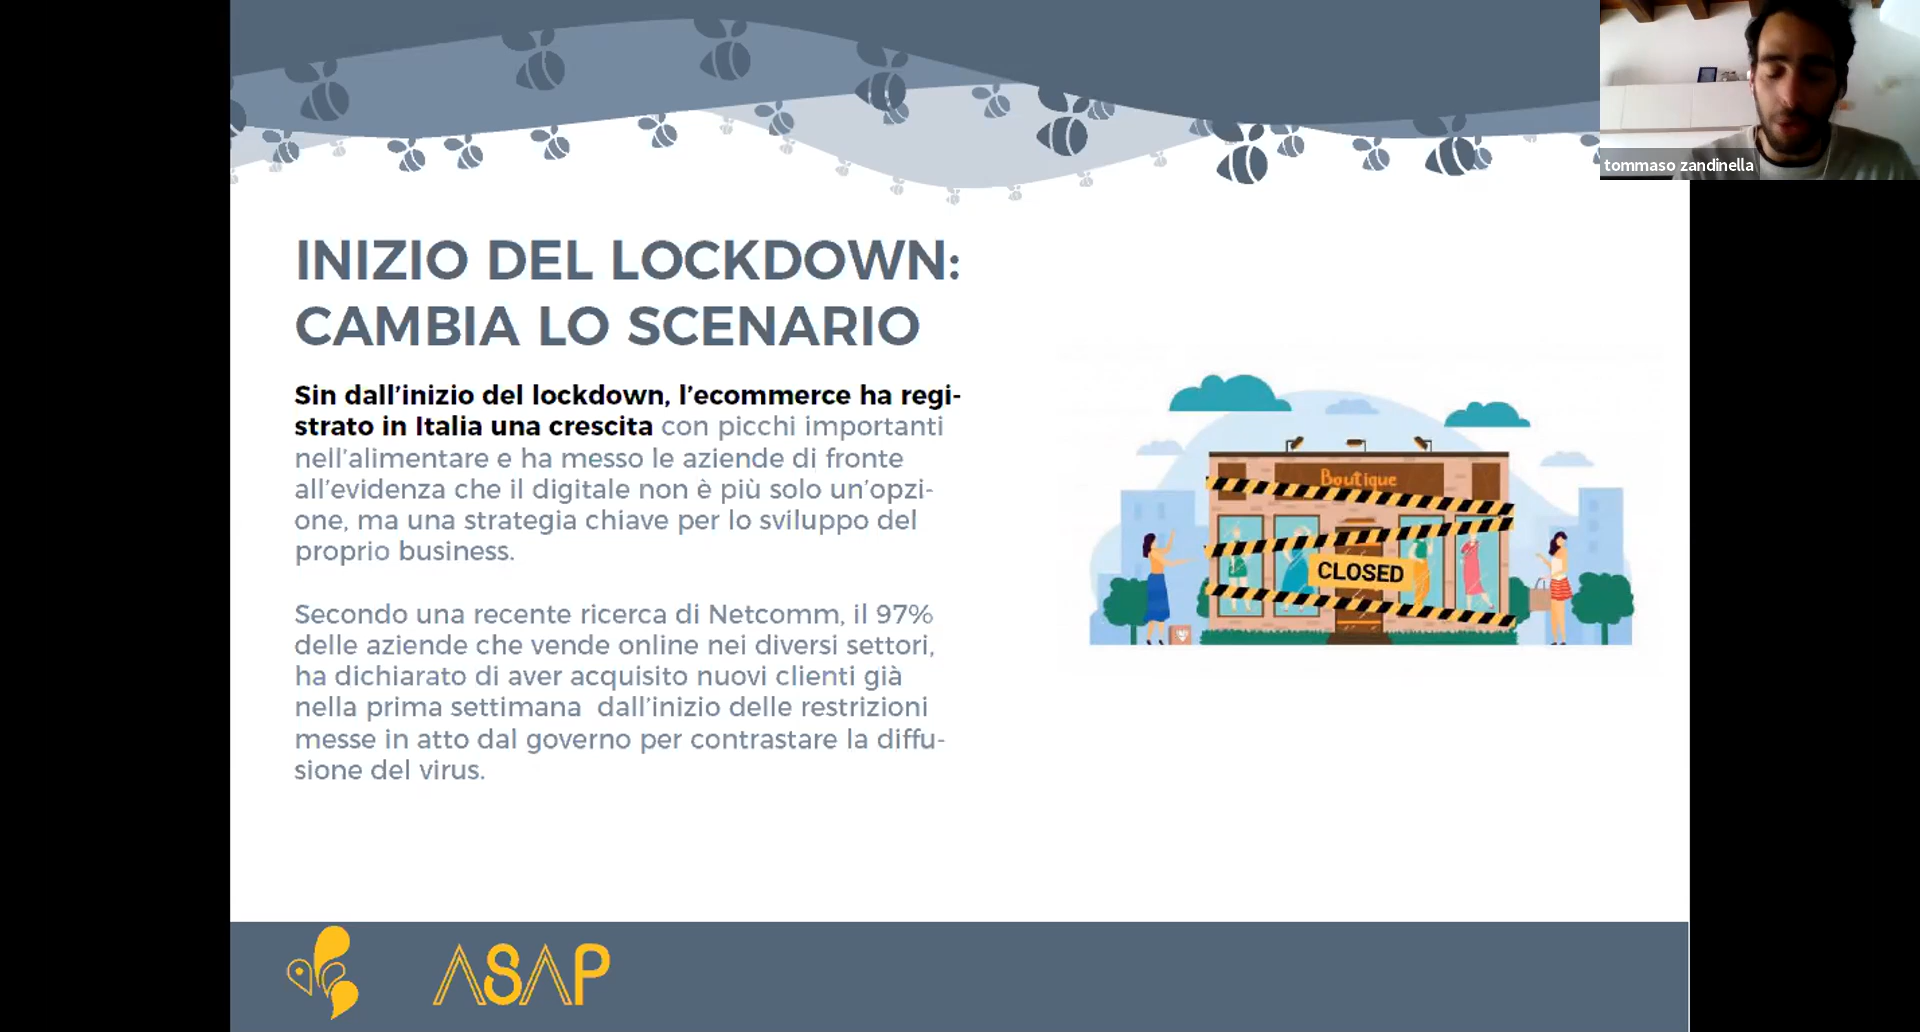 tommaso zandinella
INIZIO DEL LOCKDOWN:
CAMBIA LO SCENARIO
Sin dall’inizio del lockdown, l’ecommerce ha regi-
strato in Italia una crescita con picchi importanti
nell’alimentare e ha messo le aziende di fronte
all’evidenza che il digitale non è più solo un’opzi-
one, ma una strategia chiave per lo sviluppo del
proprio business.
Secondo una recente ricerca di Netcomm, il 97%
delle aziende che vende online nei diversi settori,
ha dichiarato di aver acquisito nuovi clienti già
nella prima settimana  dall’inizio delle restrizioni
messe in atto dal governo per contrastare la diffu-
sione del virus.
Boutique
CLOSED
ASAP